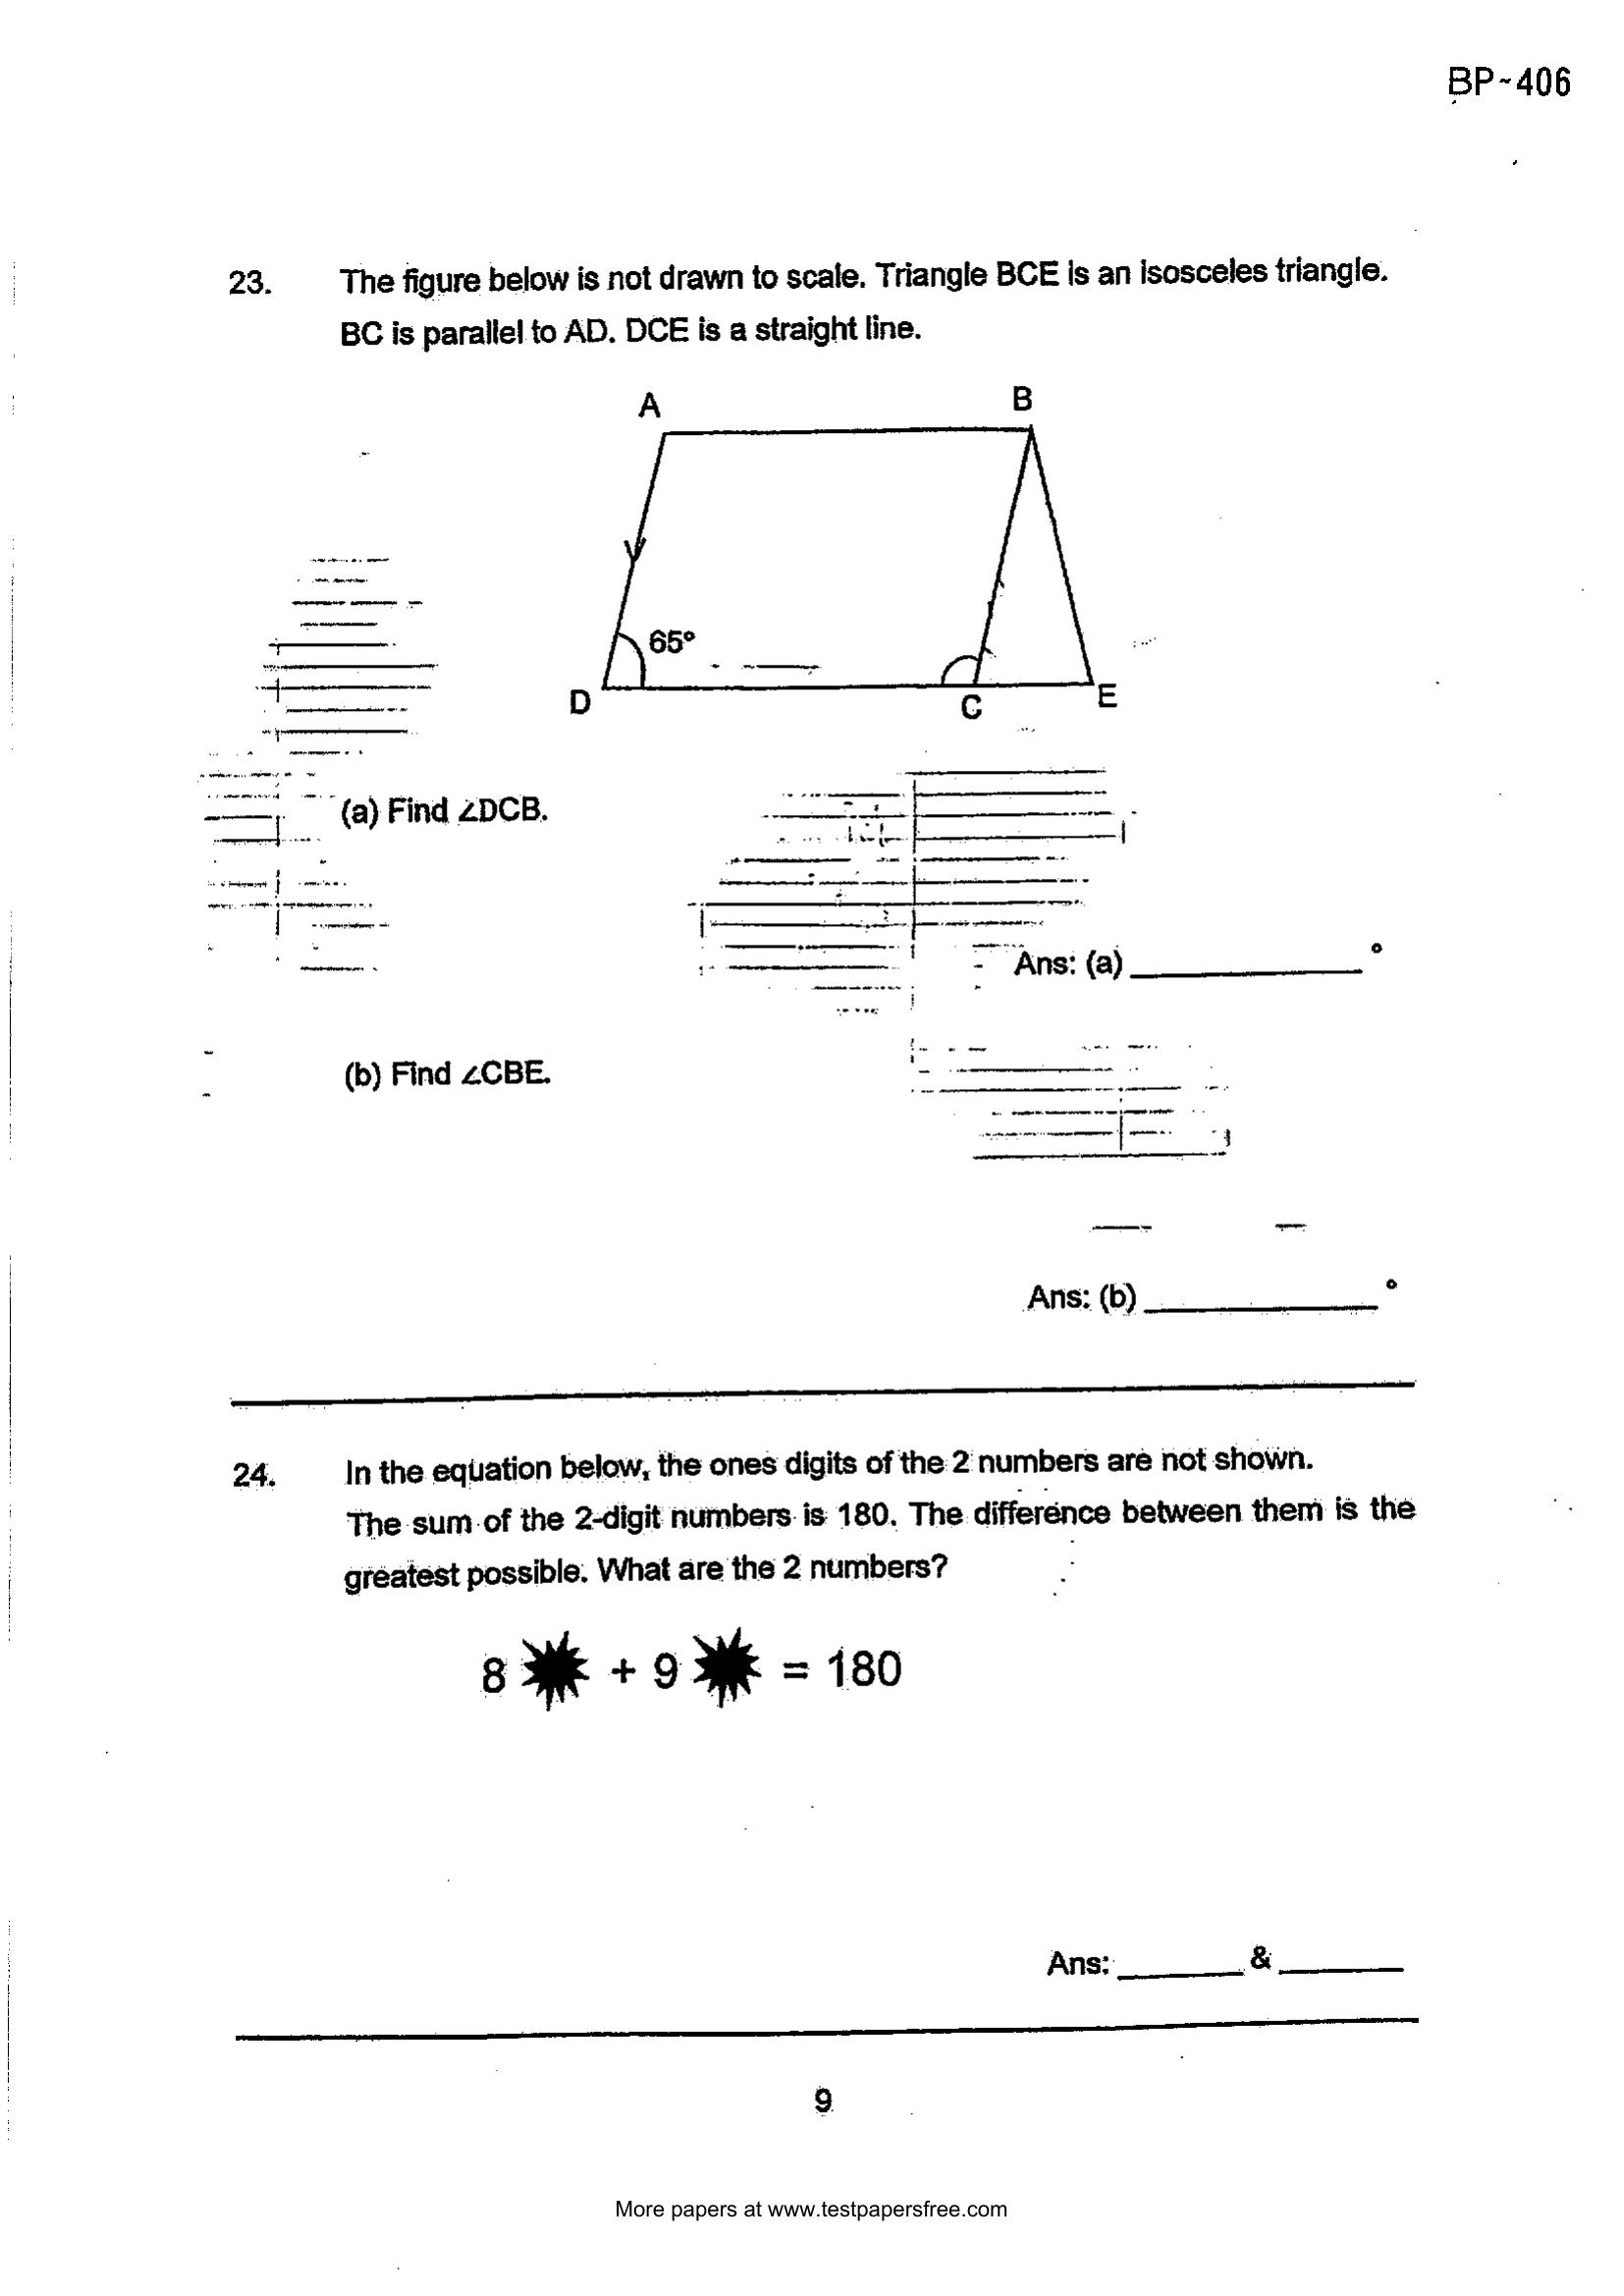 BP-406
23. The figure below is not drawn to scale. Triangle BCE is an isosceles triangle.
BC is parallel to AD. DCE is a straight line.
A B
65°
D C E
(a) Find ∠DCB.
Ans: (a) ____________ °
(b) Find ∠CBE.
Ans: (b) ____________ °
24. In the equation below, the ones digits of the 2 numbers are not shown.
The sum of the 2-digit numbers is 180. The difference between them is the
greatest possible. What are the 2 numbers?
8 + 9 = 180
Ans: ______ & ______
9
More papers at www.testpapersfree.com